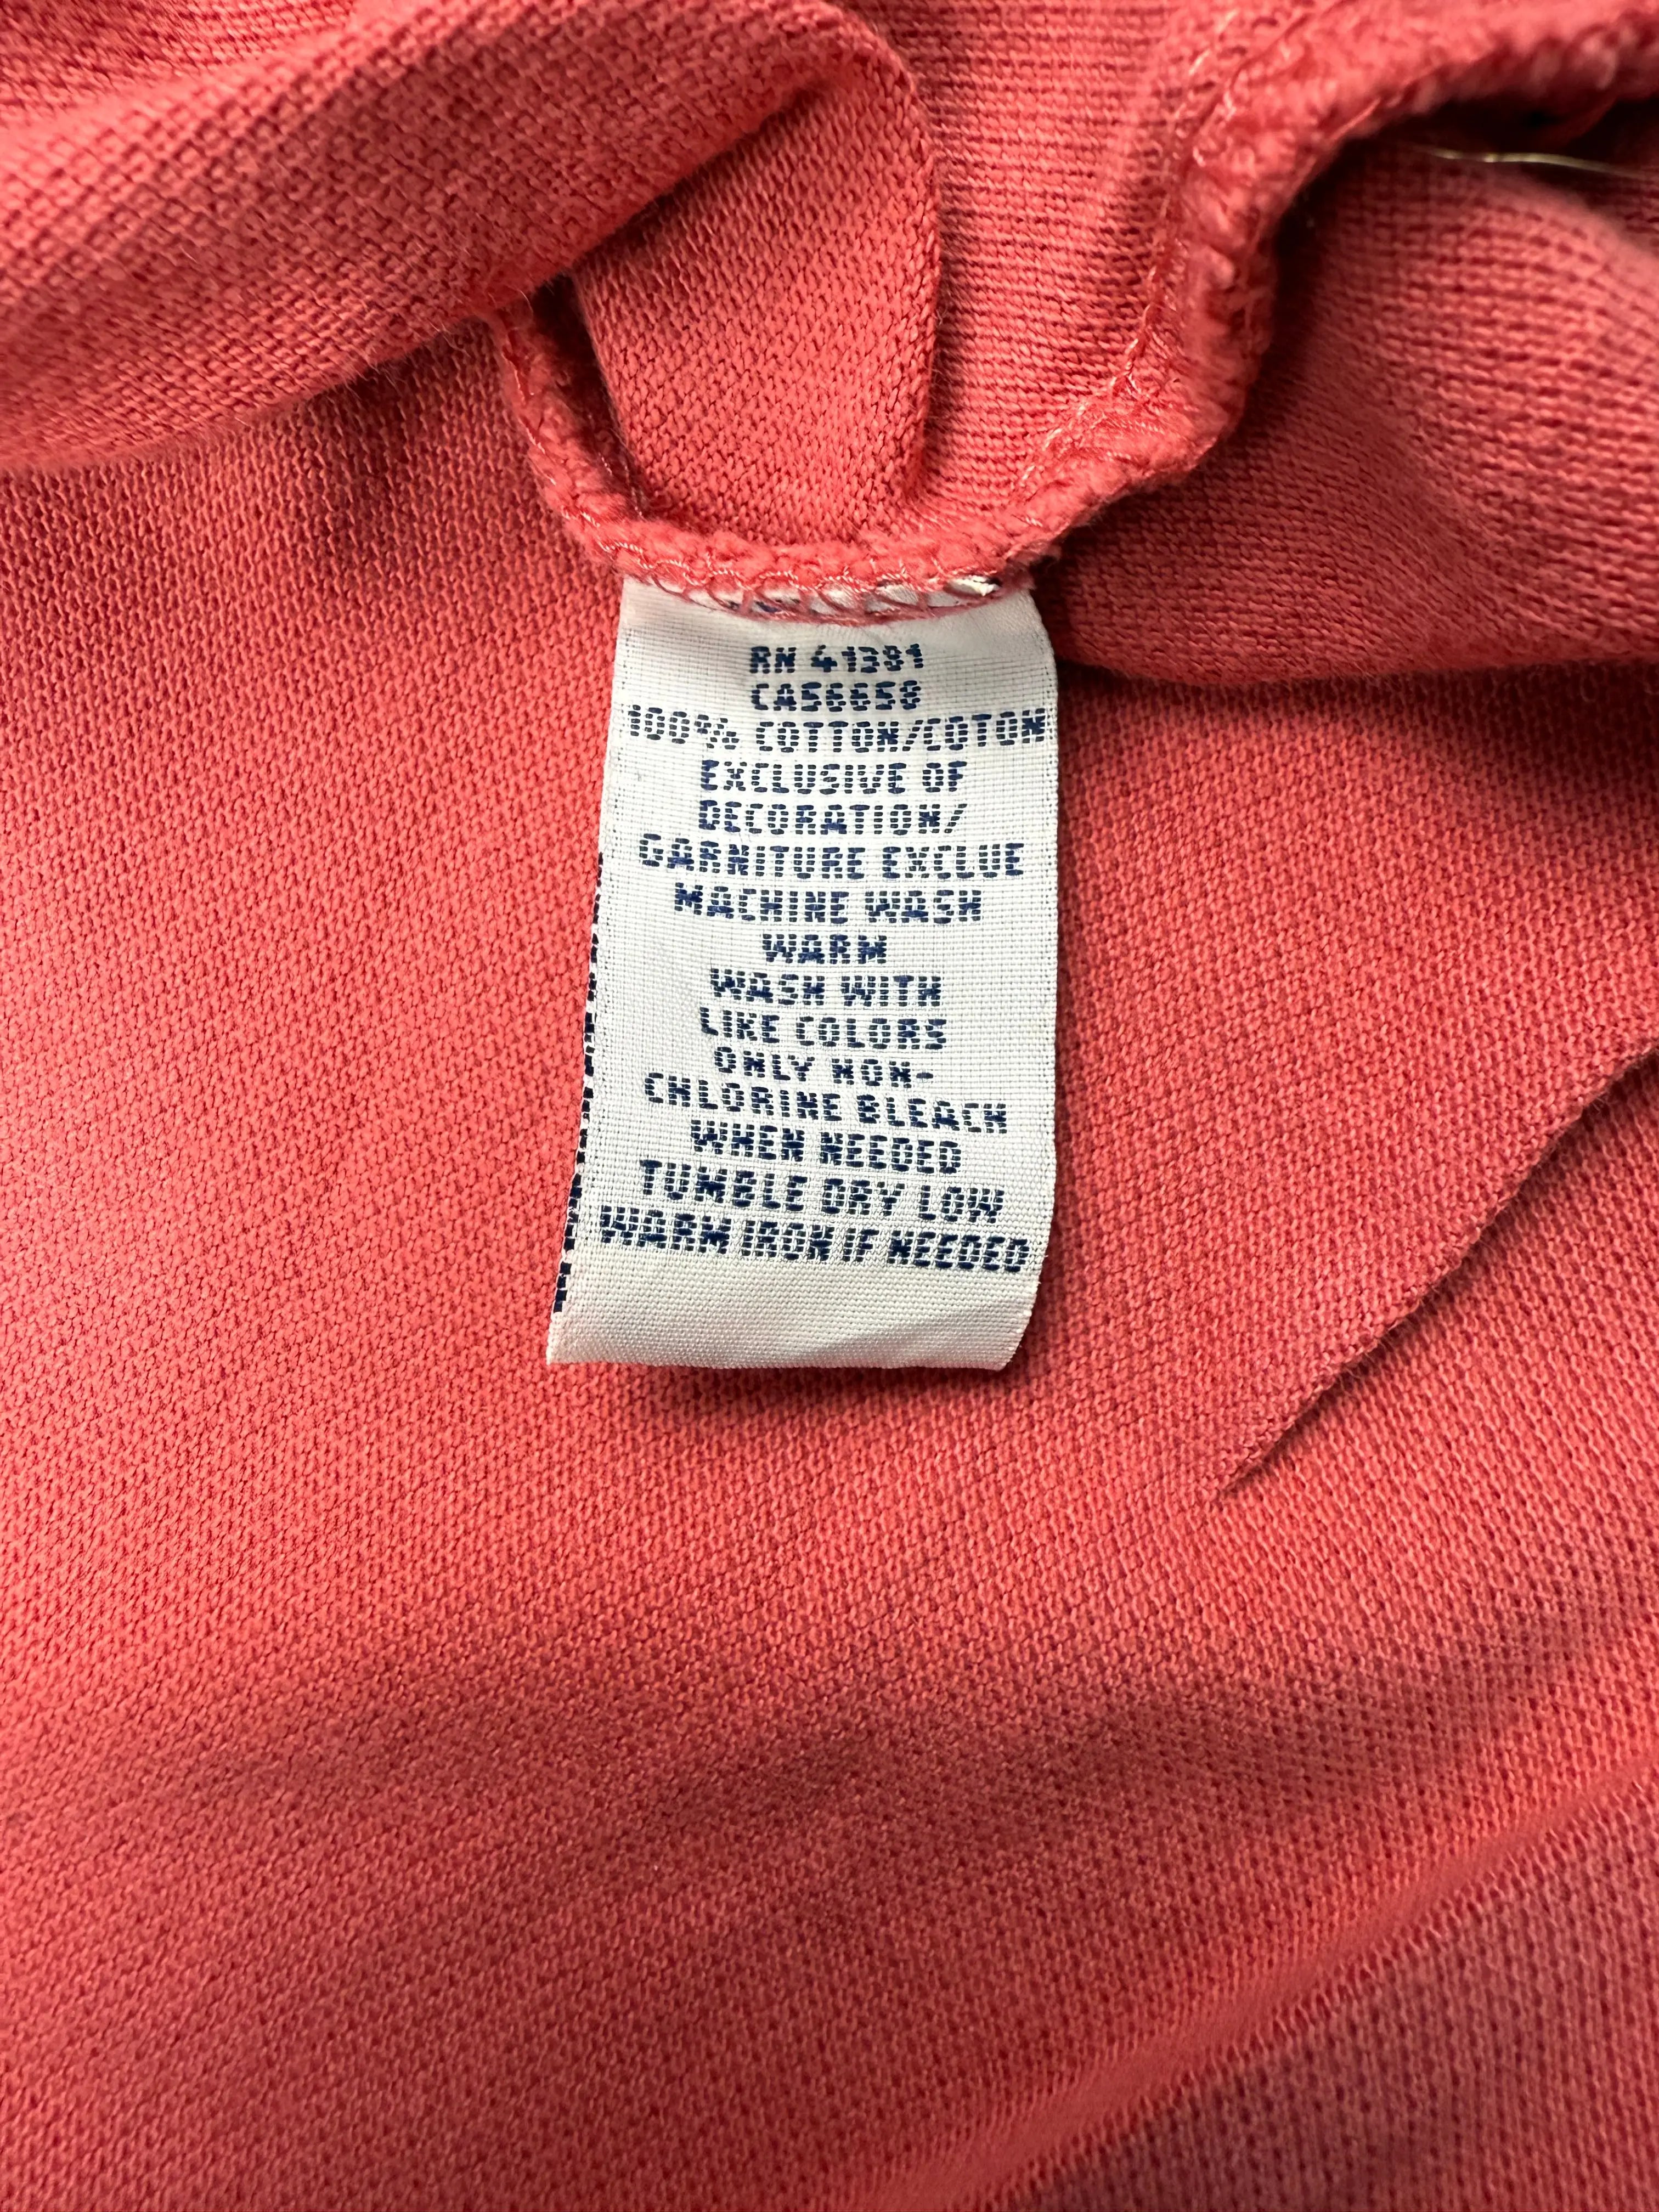 RN 41381
CA56658
100% COTTON/COTON
EXCLUSIVE OF
DECORATION/
GARNITURE EXCLUE
MACHINE WASH
WARM
WASH WITH
LIKE COLORS
ONLY NON-
CHLORINE BLEACH
WHEN NEEDED
TUMBLE DRY LOW
WARM IRON IF NEEDED